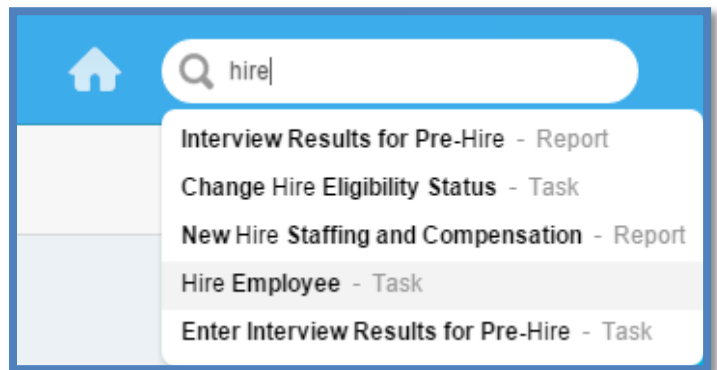 hire
Interview Results for Pre-Hire - Report
Change Hire Eligibility Status - Task
New Hire Staffing and Compensation - Report
Hire Employee - Task
Enter Interview Results for Pre-Hire - Task